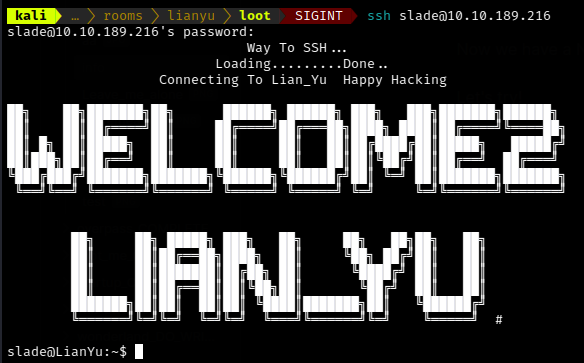 kali … rooms lianyu loot SIGINT ssh slade@10.10.189.216
slade@10.10.189.216's password:
Way To SSH...
Loading.........Done..
Connecting To Lian_Yu  Happy Hacking
WELCOME2
LIAN_YU #
slade@LianYu:~$